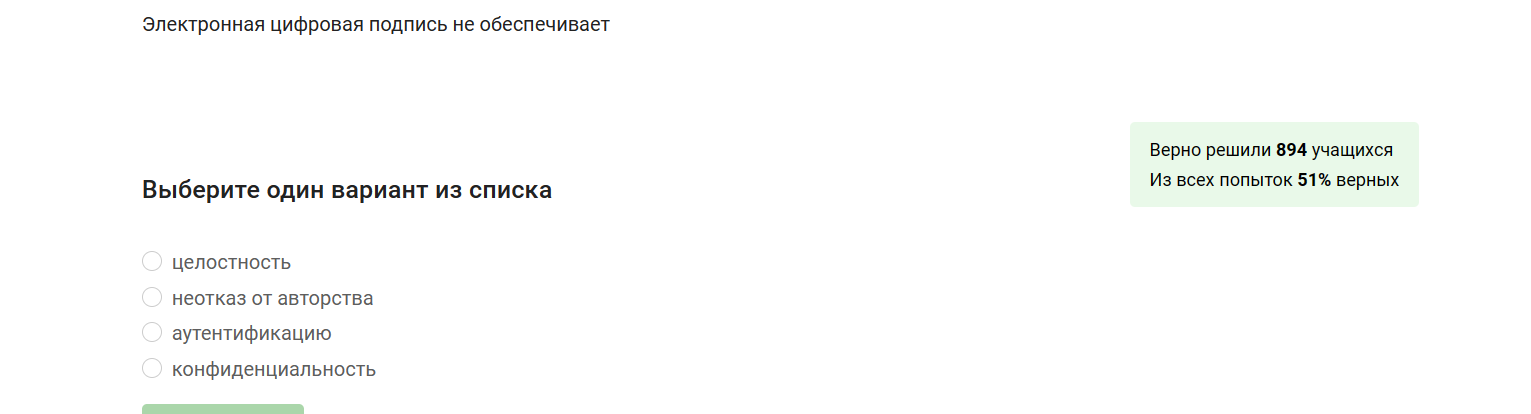 Электронная цифровая подпись не обеспечивает
Верно решили 894 учащихся
Из всех попыток 51% верных
Выберите один вариант из списка
целостность
неотказ от авторства
аутентификацию
конфиденциальность